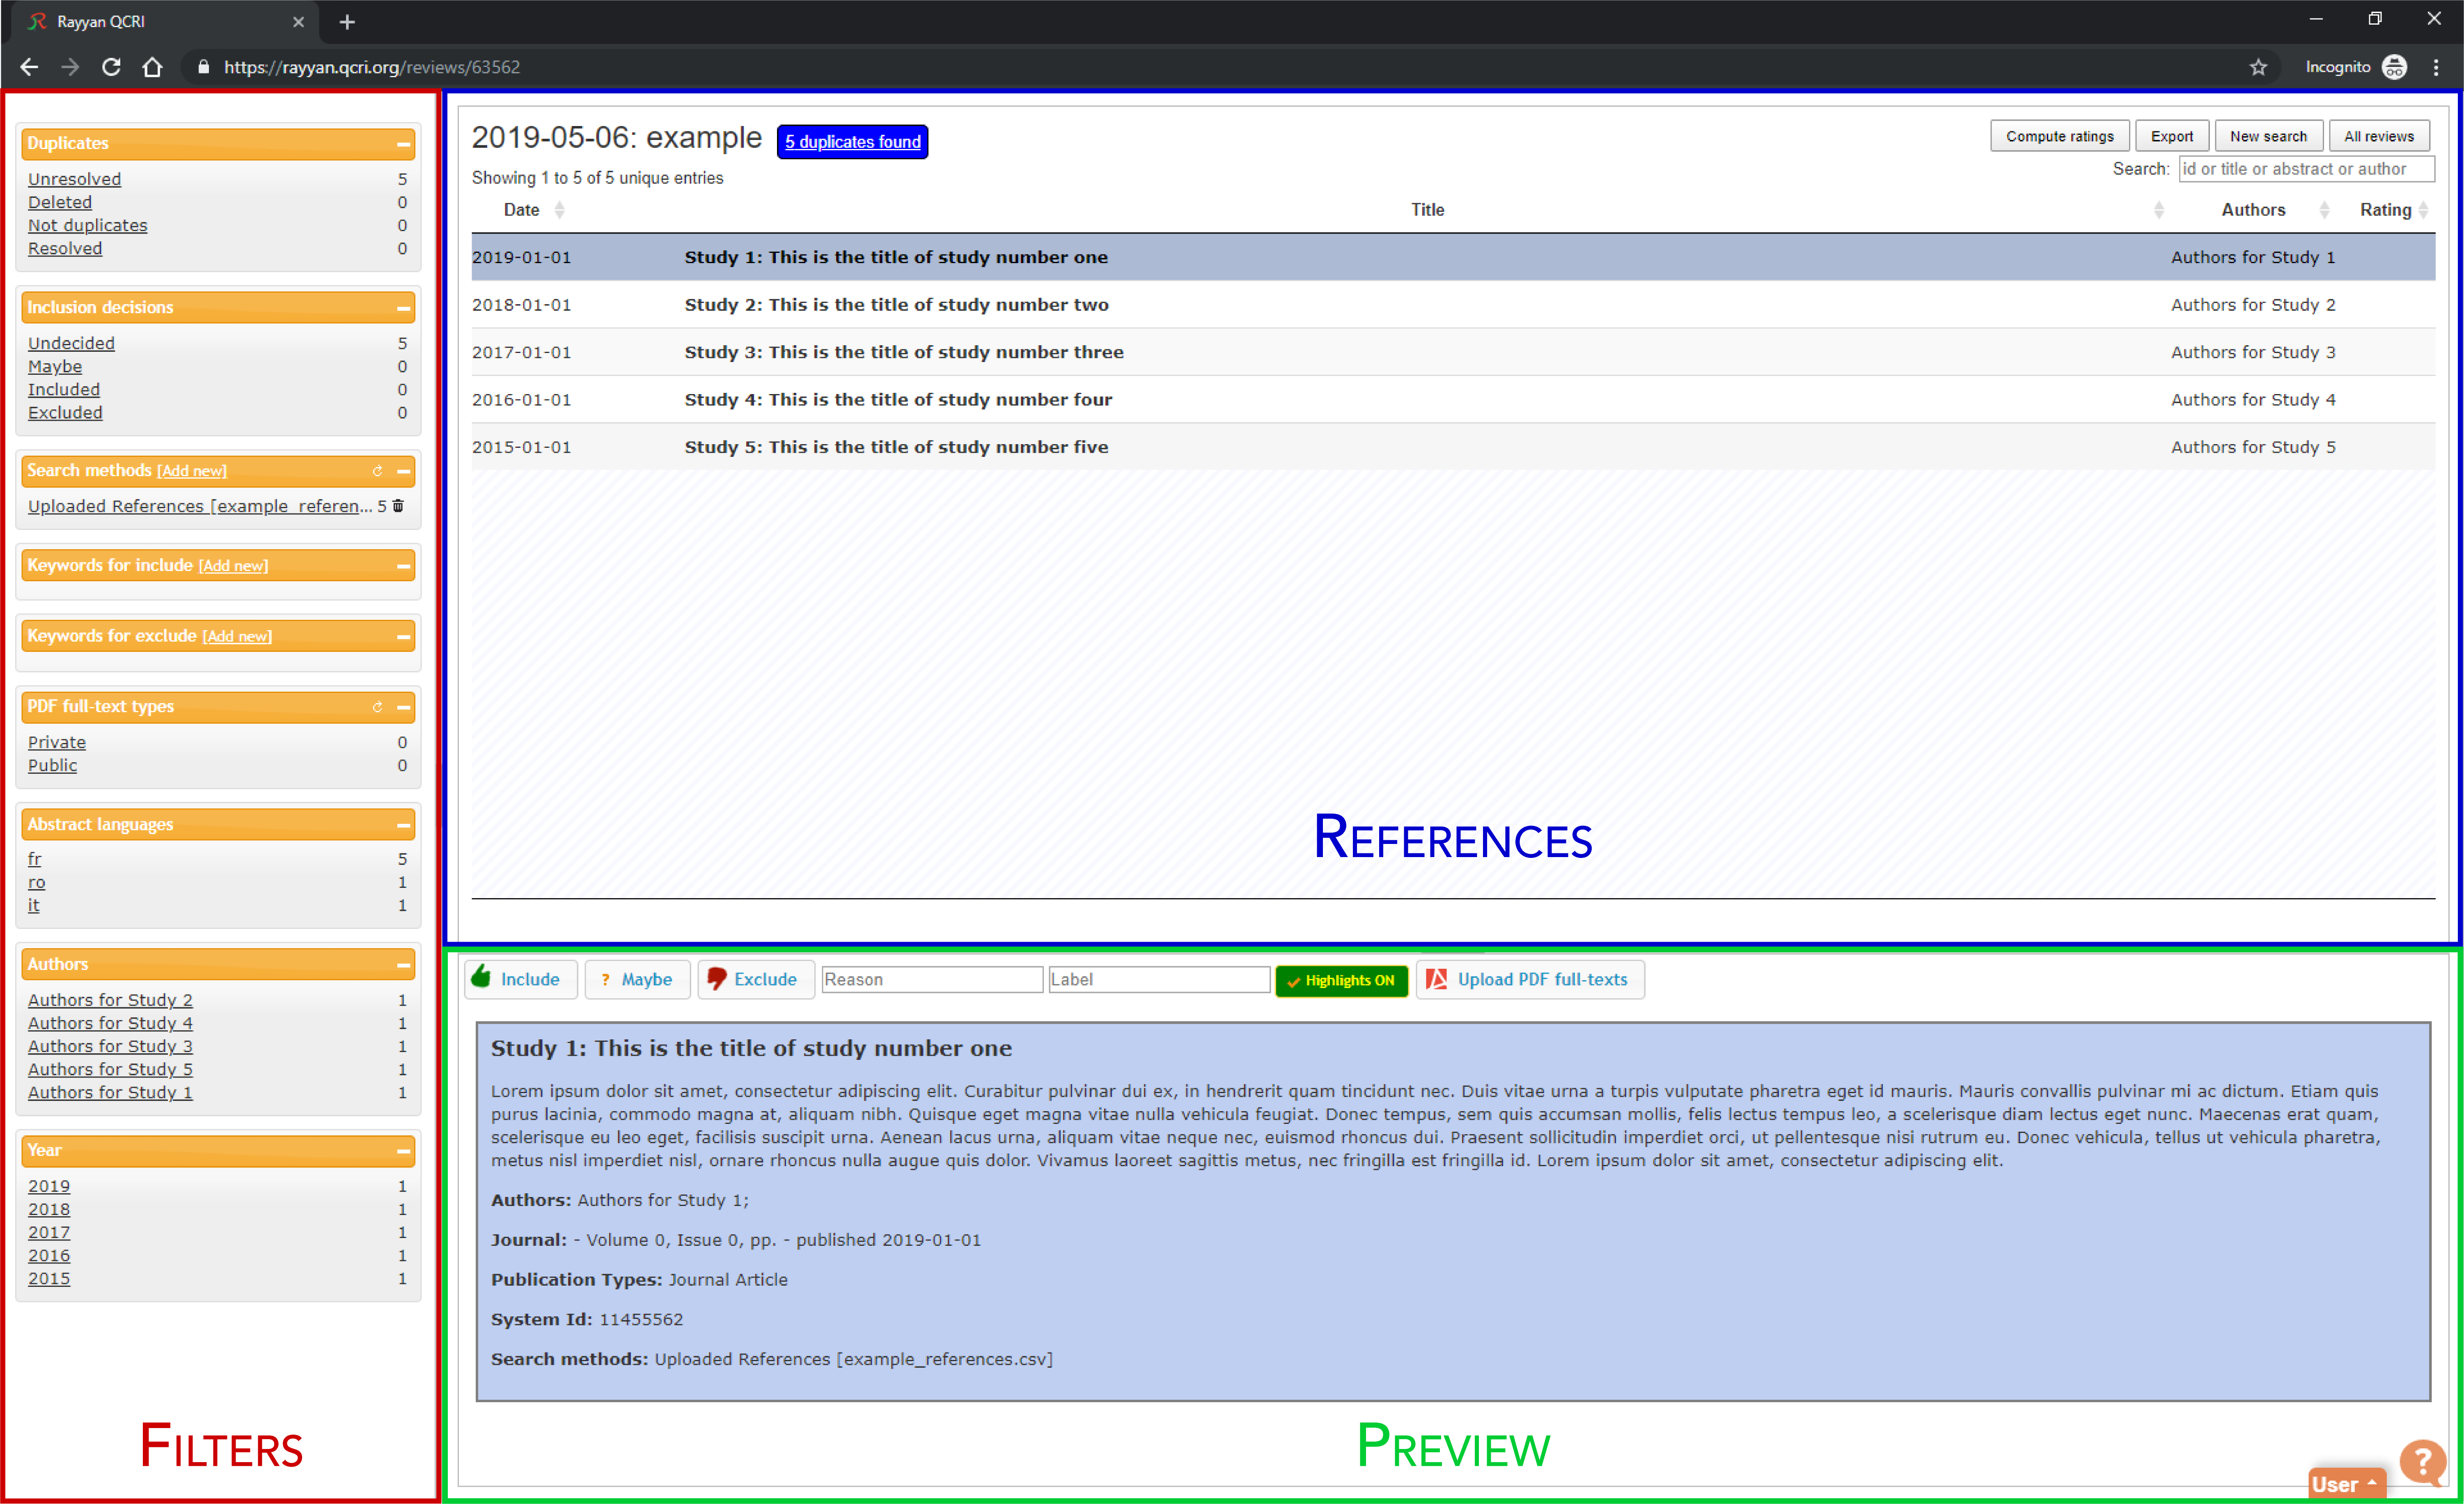 Rayyan QCRI
https://rayyan.qcri.org/reviews/63562
Incognito
Duplicates
Unresolved 5
Deleted 0
Not duplicates 0
Resolved 0
Inclusion decisions
Undecided 5
Maybe 0
Included 0
Excluded 0
Search methods [Add new]
Uploaded References [example_referen... 5
Keywords for include [Add new]
Keywords for exclude [Add new]
PDF full-text types
Private 0
Public 0
Abstract languages
fr 5
ro 1
it 1
Authors
Authors for Study 2 1
Authors for Study 4 1
Authors for Study 3 1
Authors for Study 5 1
Authors for Study 1 1
Year
2019 1
2018 1
2017 1
2016 1
2015 1
FILTERS
2019-05-06: example 5 duplicates found
Compute ratings Export New search All reviews
Showing 1 to 5 of 5 unique entries
Search: id or title or abstract or author
Date Title Authors Rating
2019-01-01 Study 1: This is the title of study number one Authors for Study 1
2018-01-01 Study 2: This is the title of study number two Authors for Study 2
2017-01-01 Study 3: This is the title of study number three Authors for Study 3
2016-01-01 Study 4: This is the title of study number four Authors for Study 4
2015-01-01 Study 5: This is the title of study number five Authors for Study 5
REFERENCES
Include ? Maybe Exclude Reason Label Highlights ON Upload PDF full-texts
Study 1: This is the title of study number one
Lorem ipsum dolor sit amet, consectetur adipiscing elit. Curabitur pulvinar dui ex, in hendrerit quam tincidunt nec. Duis vitae urna a turpis vulputate pharetra eget id mauris. Mauris convallis pulvinar mi ac dictum. Etiam quis
purus lacinia, commodo magna at, aliquam nibh. Quisque eget magna vitae nulla vehicula feugiat. Donec tempus, sem quis accumsan mollis, felis lectus tempus leo, a scelerisque diam lectus eget nunc. Maecenas erat quam,
scelerisque eu leo eget, facilisis suscipit urna. Aenean lacus urna, aliquam vitae neque nec, euismod rhoncus dui. Praesent sollicitudin imperdiet orci, ut pellentesque nisi rutrum eu. Donec vehicula, tellus ut vehicula pharetra,
metus nisl imperdiet nisl, ornare rhoncus nulla augue quis dolor. Vivamus laoreet sagittis metus, nec fringilla est fringilla id. Lorem ipsum dolor sit amet, consectetur adipiscing elit.
Authors: Authors for Study 1;
Journal: - Volume 0, Issue 0, pp. - published 2019-01-01
Publication Types: Journal Article
System Id: 11455562
Search methods: Uploaded References [example_references.csv]
PREVIEW
?
User